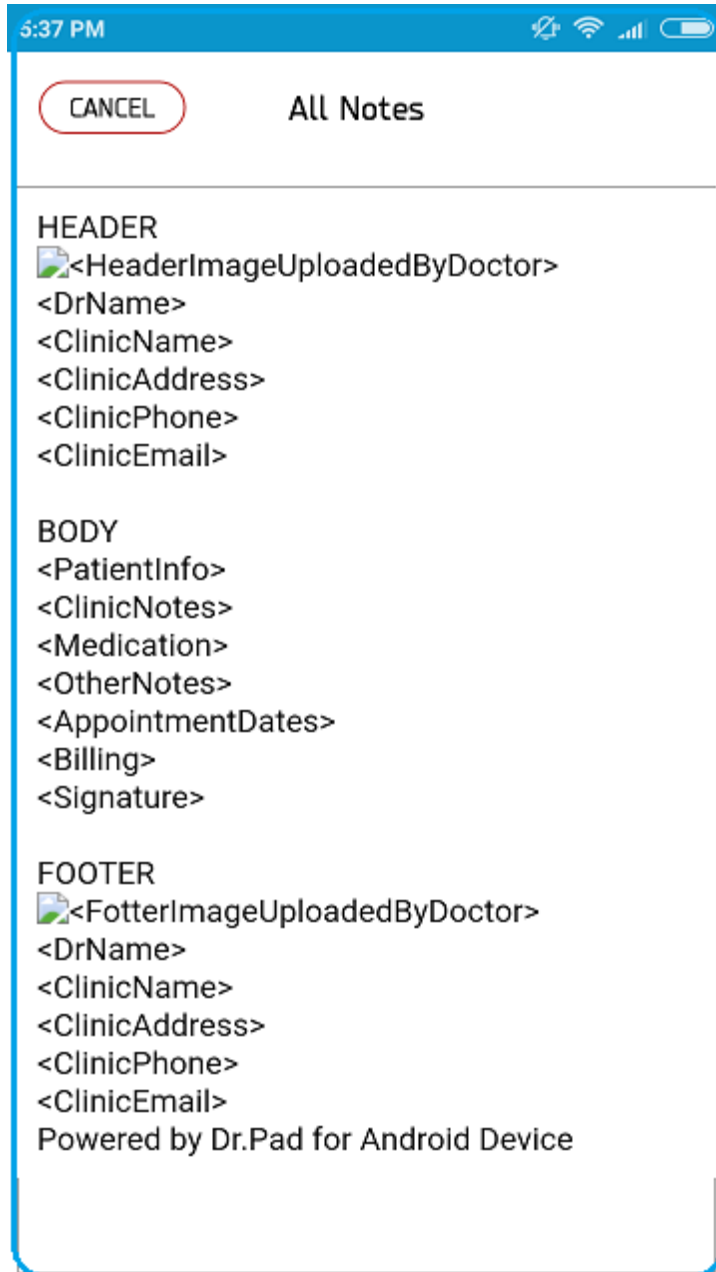 5:37 PM
CANCEL
All Notes
HEADER
<HeaderImageUploadedByDoctor>
<DrName>
<ClinicName>
<ClinicAddress>
<ClinicPhone>
<ClinicEmail>
BODY
<PatientInfo>
<ClinicNotes>
<Medication>
<OtherNotes>
<AppointmentDates>
<Billing>
<Signature>
FOOTER
<FotterImageUploadedByDoctor>
<DrName>
<ClinicName>
<ClinicAddress>
<ClinicPhone>
<ClinicEmail>
Powered by Dr.Pad for Android Device